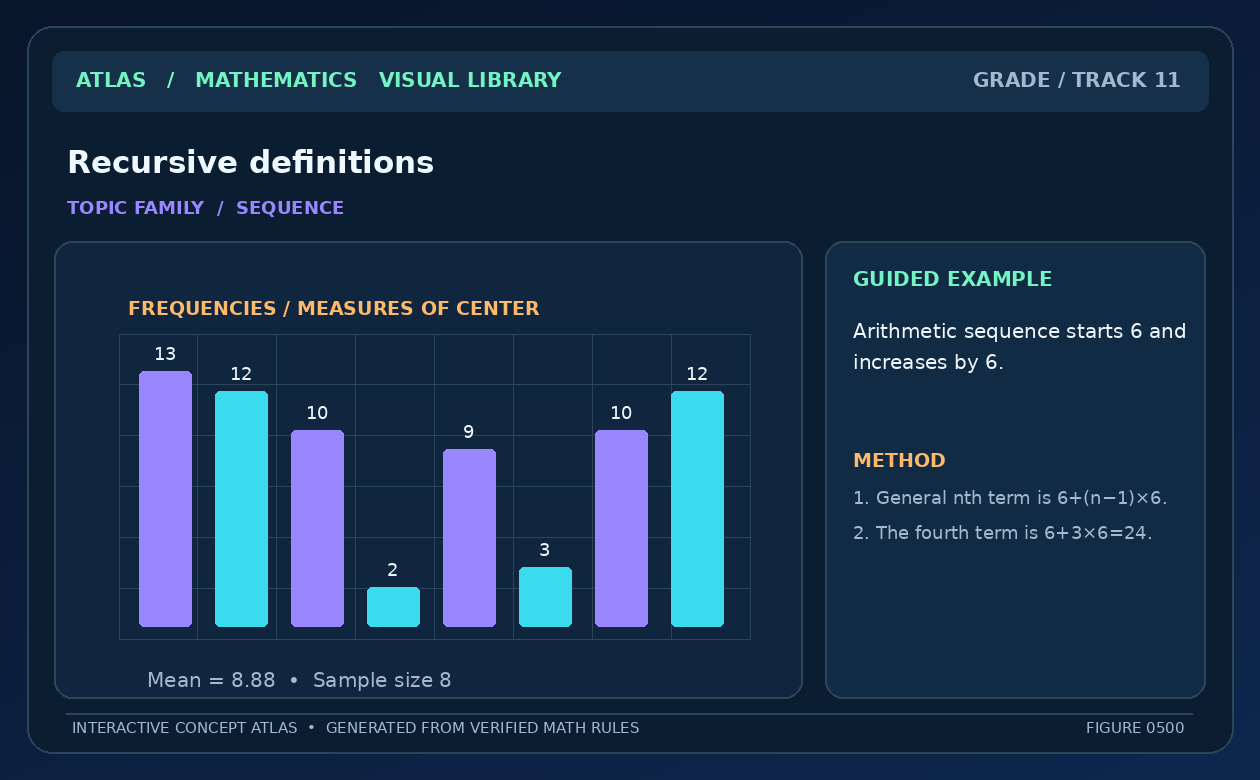 ATLAS / MATHEMATICS VISUAL LIBRARY
GRADE / TRACK 11
Recursive definitions
TOPIC FAMILY / SEQUENCE
FREQUENCIES / MEASURES OF CENTER
13
12
10
2
9
3
10
12
Mean = 8.88 • Sample size 8
GUIDED EXAMPLE
Arithmetic sequence starts 6 and
increases by 6.
METHOD
1. General nth term is 6+(n−1)×6.
2. The fourth term is 6+3×6=24.
INTERACTIVE CONCEPT ATLAS • GENERATED FROM VERIFIED MATH RULES
FIGURE 0500